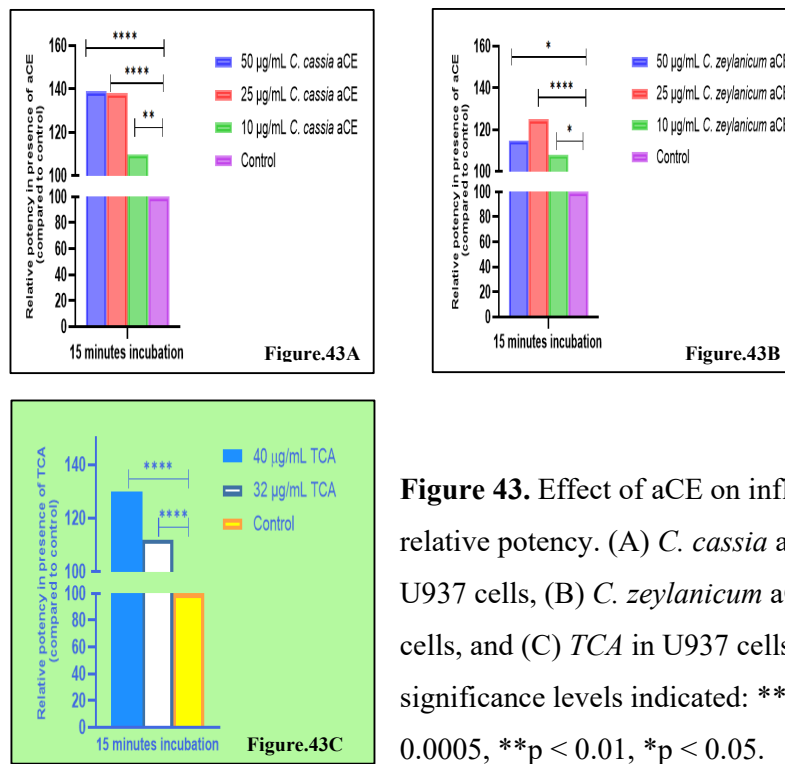 160
140
120
100
100
80
60
40
20
0
Relative potency in presence of aCE
(compared to control)
****
****
**
50 µg/mL C. cassia aCE
25 µg/mL C. cassia aCE
10 µg/mL C. cassia aCE
Control
15 minutes incubation
Figure.43A
160
140
120
100
100
80
60
40
20
0
Relative potency in presence of aCE
(compared to control)
*
****
*
50 µg/mL C. zeylanicum aCE
25 µg/mL C. zeylanicum aCE
10 µg/mL C. zeylanicum aCE
Control
15 minutes incubation
Figure.43B
140
120
100
100
80
60
40
20
0
Relative potency in presence of TCA
(compared to control)
****
****
40 µg/mL TCA
32 µg/mL TCA
Control
15 minutes incubation
Figure.43C
Figure 43. Effect of aCE on infl
relative potency. (A) C. cassia a
U937 cells, (B) C. zeylanicum a
cells, and (C) TCA in U937 cells
significance levels indicated: **
0.0005, **p < 0.01, *p < 0.05.